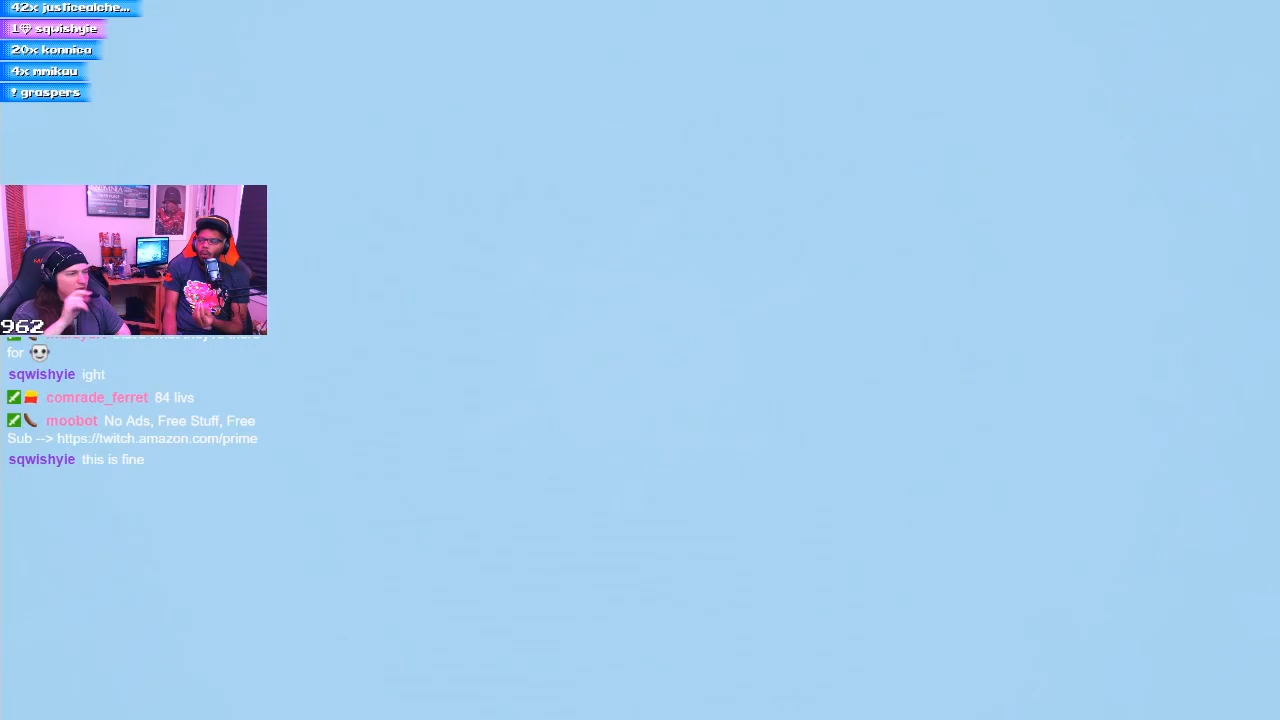 42x justicealche...
1♡ sqwishyie
20x konnica
4x mmikau
! graspers
962
for
sqwishyie ight
comrade_ferret 84 livs
moobot No Ads, Free Stuff, Free
Sub --> https://twitch.amazon.com/prime
sqwishyie this is fine